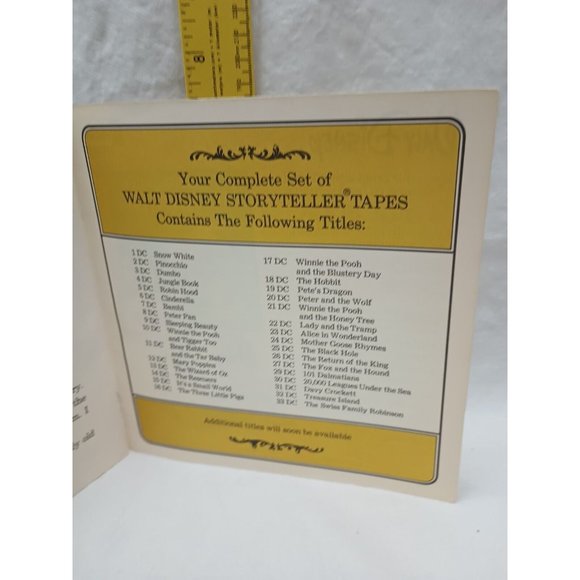 8
Your Complete Set of
WALT DISNEY STORYTELLER® TAPES
Contains The Following Titles:
1 DC Snow White
2 DC Pinocchio
3 DC Dumbo
4 DC Jungle Book
5 DC Robin Hood
6 DC Cinderella
7 DC Bambi
8 DC Peter Pan
9 DC Sleeping Beauty
10 DC Winnie the Pooh
and Tigger Too
11 DC Brer Rabbit
and the Tar Baby
12 DC Mary Poppins
13 DC The Wizard of Oz
14 DC The Rescuers
15 DC It's a Small World
16 DC The Three Little Pigs
17 DC Winnie the Pooh
and the Blustery Day
18 DC The Hobbit
19 DC Pete's Dragon
20 DC Peter and the Wolf
21 DC Winnie the Pooh
and the Honey Tree
22 DC Lady and the Tramp
23 DC Alice in Wonderland
24 DC Mother Goose Rhymes
25 DC The Black Hole
26 DC The Return of the King
27 DC The Fox and the Hound
29 DC 101 Dalmatians
30 DC 20,000 Leagues Under the Sea
31 DC Davy Crockett
32 DC Treasure Island
33 DC The Swiss Family Robinson
Additional titles will soon be available
the
I
old